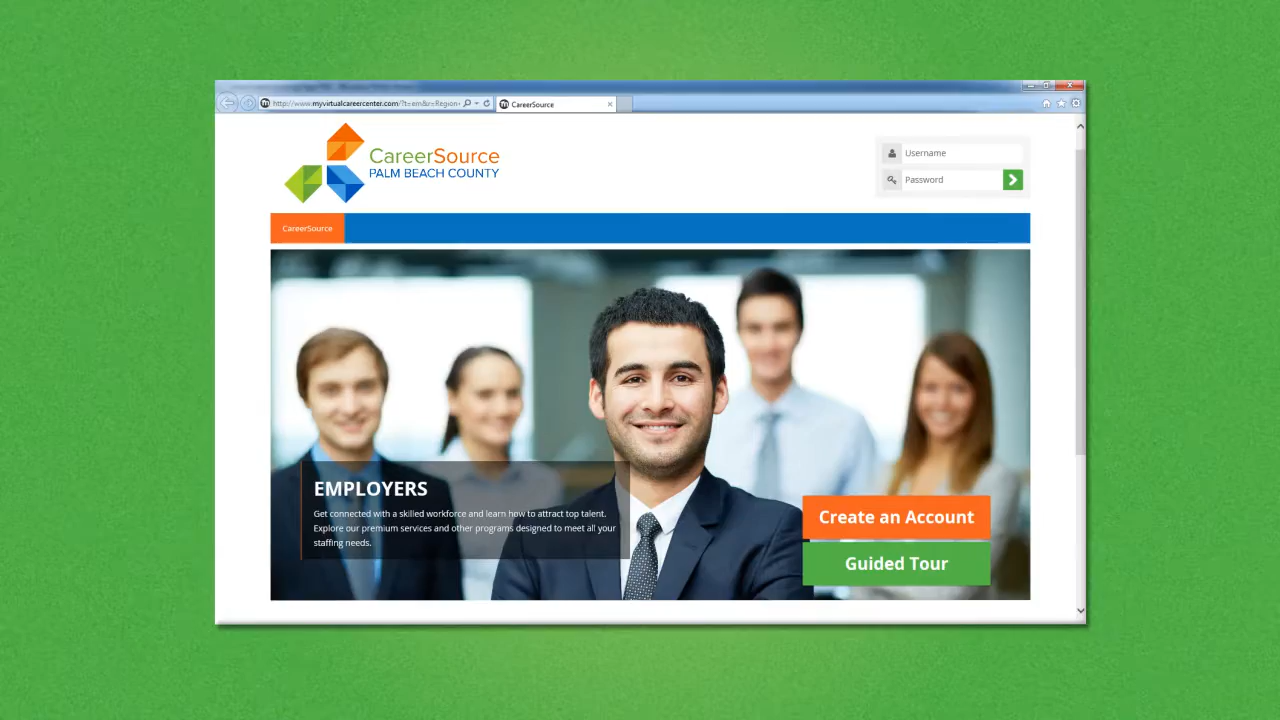 http://www.myvirtualcareercenter.com/?t=em&r=Region
CareerSource
CareerSource
PALM BEACH COUNTY
Username
Password
CareerSource
EMPLOYERS
Get connected with a skilled workforce and learn how to attract top talent.
Explore our premium services and other programs designed to meet all your
staffing needs.
Create an Account
Guided Tour